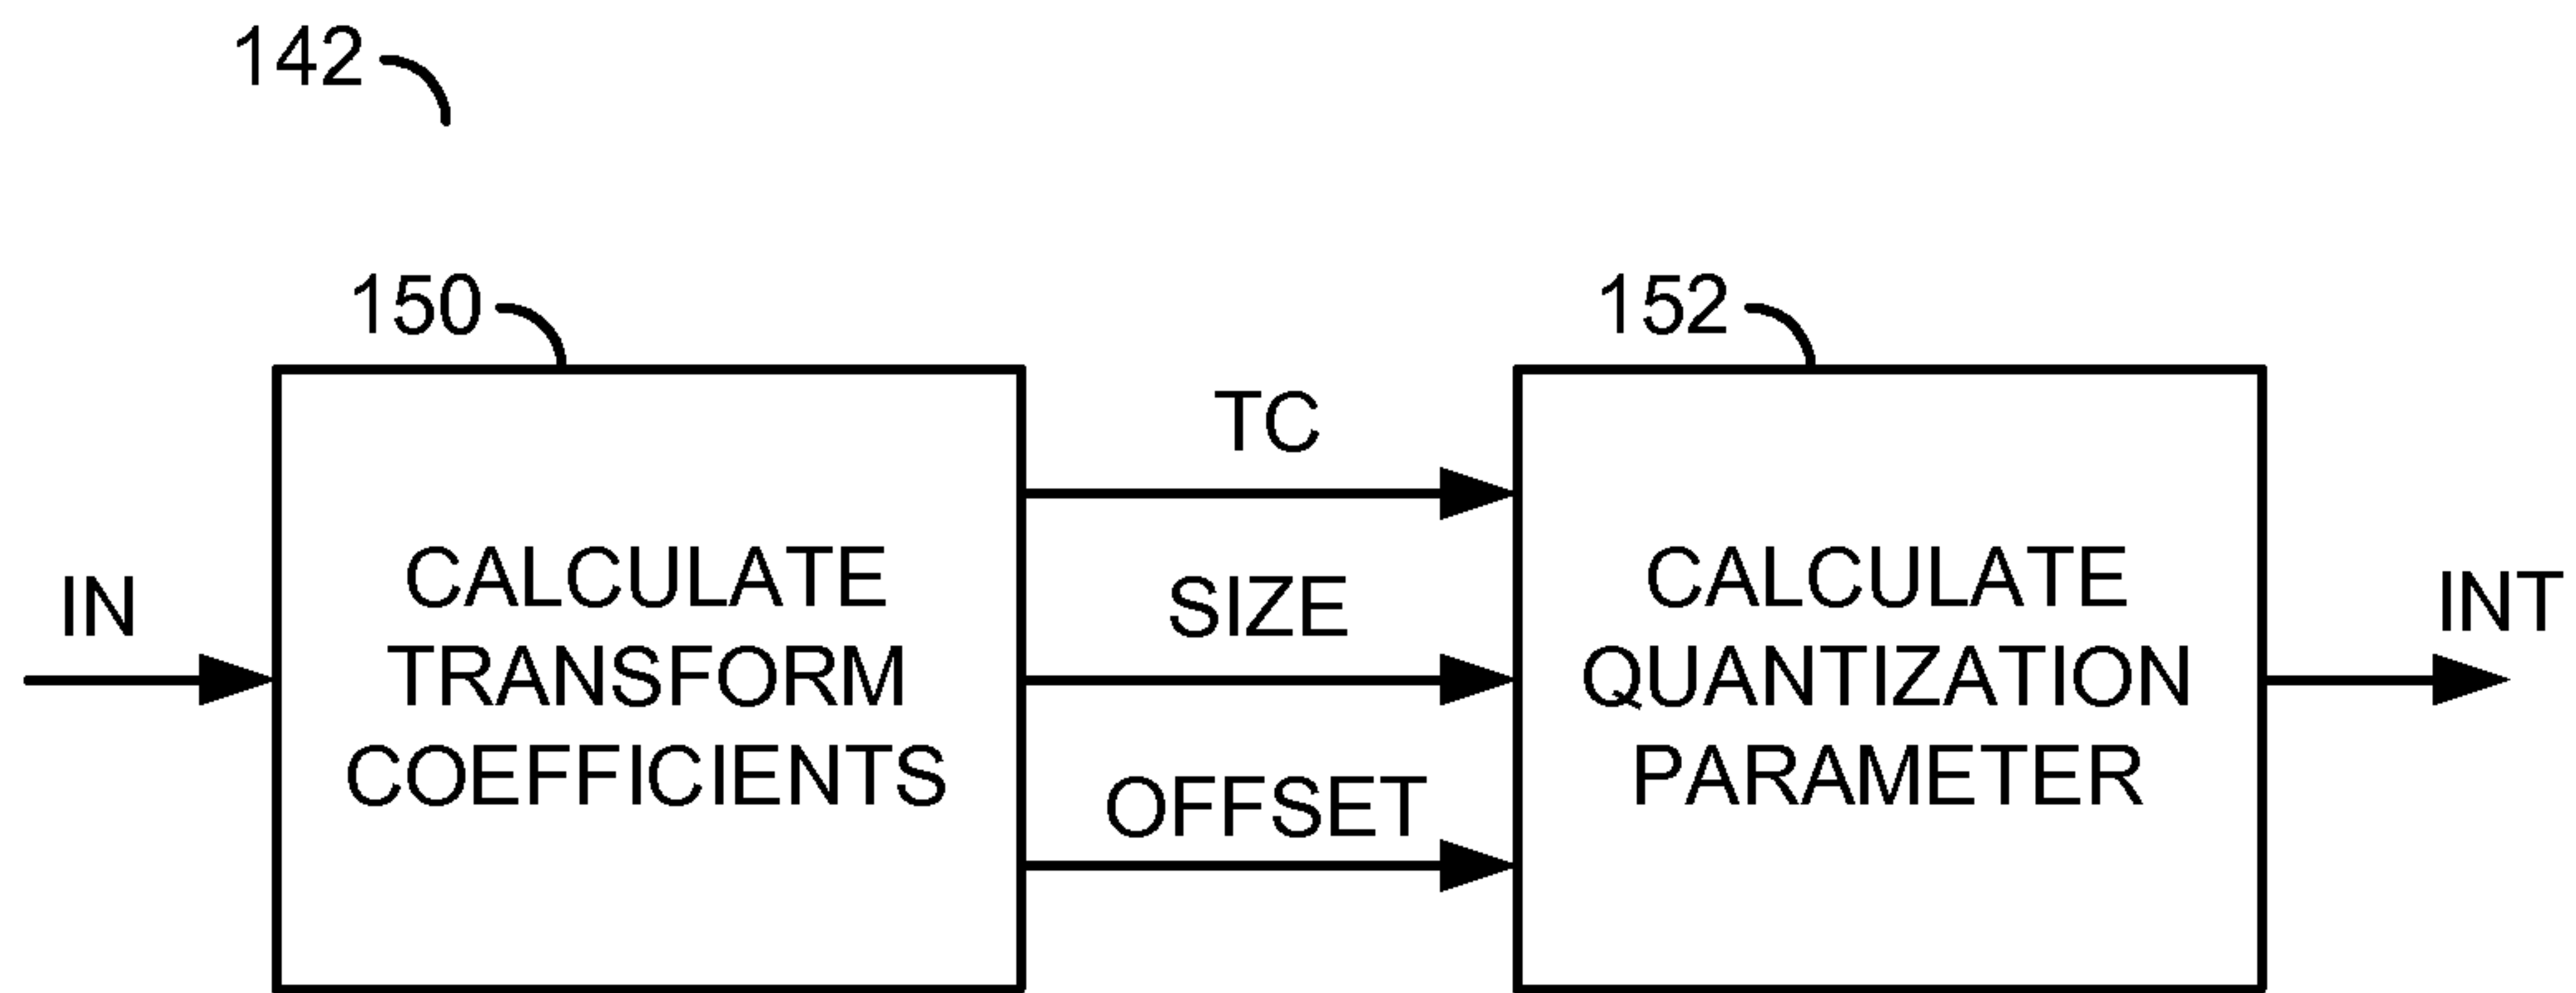 142
150
152
TC
SIZE
OFFSET
IN
CALCULATE
TRANSFORM
COEFFICIENTS
CALCULATE
QUANTIZATION
PARAMETER
INT